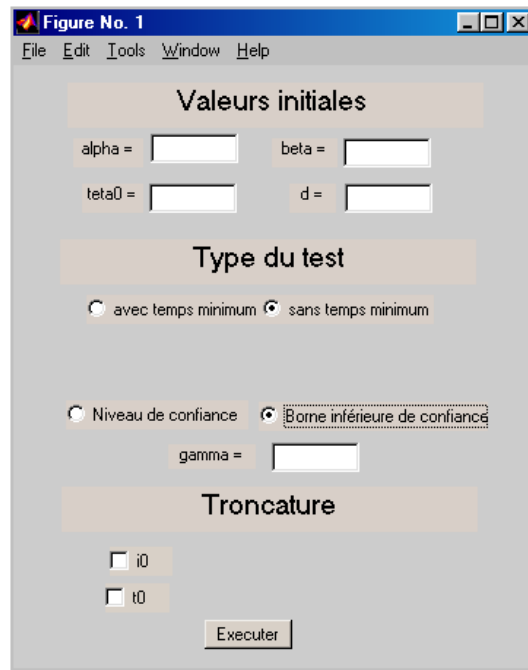 Figure No. 1
File Edit Tools Window Help
Valeurs initiales
alpha = beta =
teta0 = d =
Type du test
avec temps minimum sans temps minimum
Niveau de confiance Borne inférieure de confiance
gamma =
Troncature
i0
t0
Executer